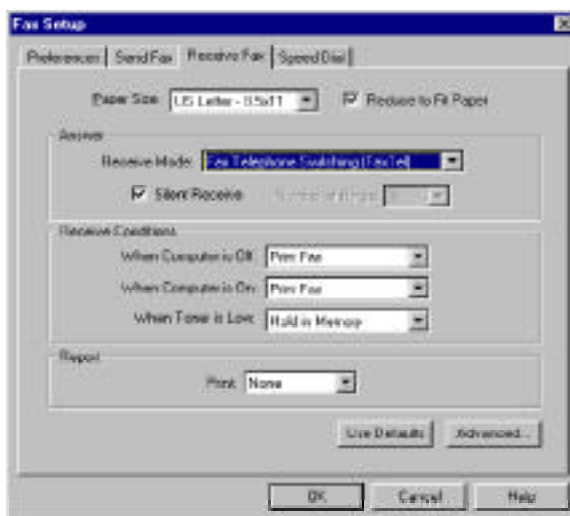 Fax Setup
Preferences Send Fax Receive Fax Speed Dial
Paper Size: US Letter - 8.5x11 Reduce to Fit Paper
Answer
Receive Mode: Fax Telephone Switching (FaxTel)
Silent Receive Number of Rings:
Receive Conditions
When Computer is Off: Print Fax
When Computer is On: Print Fax
When Toner is Low: Hold in Memory
Report
Print: None
Use Defaults Advanced...
OK Cancel Help